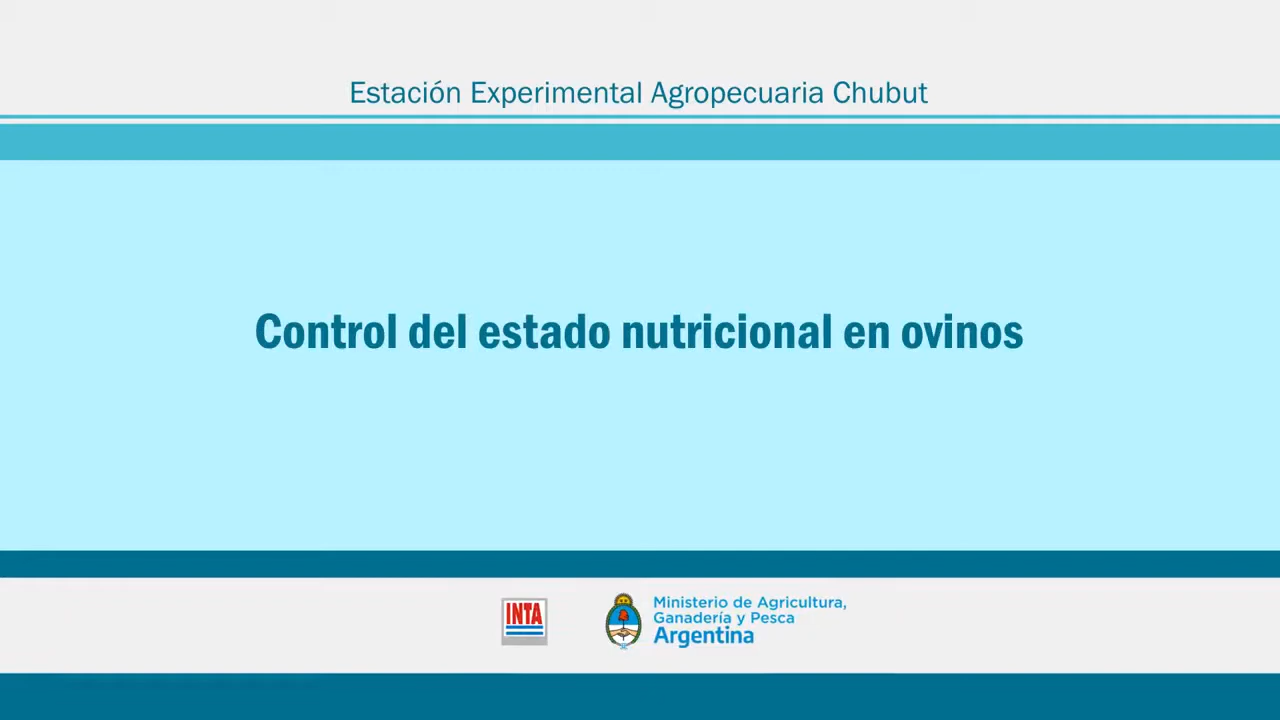 Estación Experimental Agropecuaria Chubut
Control del estado nutricional en ovinos
INTA
Ministerio de Agricultura,
Ganadería y Pesca
Argentina